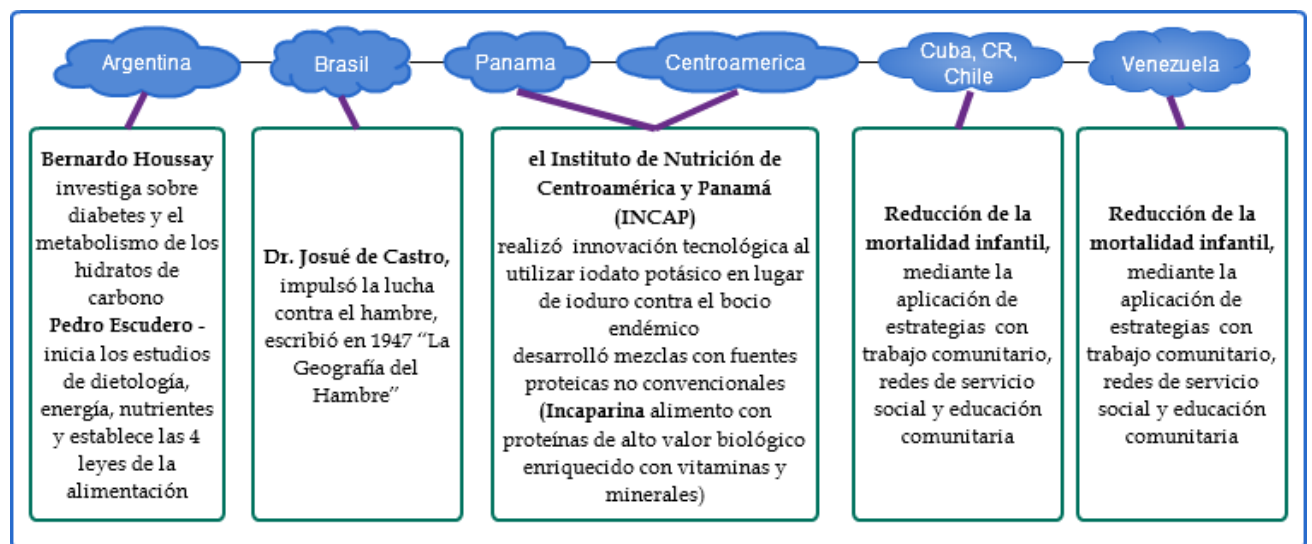 Argentina
Brasil
Panama
Centroamerica
Cuba, CR,
Chile
Venezuela
Bernardo Houssay
investiga sobre
diabetes y el
metabolismo de los
hidratos de
carbono
Pedro Escudero -
inicia los estudios
de dietología,
energía, nutrientes
y establece las 4
leyes de la
alimentación
Dr. Josué de Castro,
impulsó la lucha
contra el hambre,
escribió en 1947 “La
Geografía del
Hambre”
el Instituto de Nutrición de
Centroamérica y Panamá
(INCAP)
realizó innovación tecnológica al
utilizar iodato potásico en lugar
de ioduro contra el bocio
endémico
desarrolló mezclas con fuentes
proteicas no convencionales
(Incaparina alimento con
proteínas de alto valor biológico
enriquecido con vitaminas y
minerales)
Reducción de la
mortalidad infantil,
mediante la
aplicación de
estrategias con
trabajo comunitario,
redes de servicio
social y educación
comunitaria
Reducción de la
mortalidad infantil,
mediante la
aplicación de
estrategias con
trabajo comunitario,
redes de servicio
social y educación
comunitaria